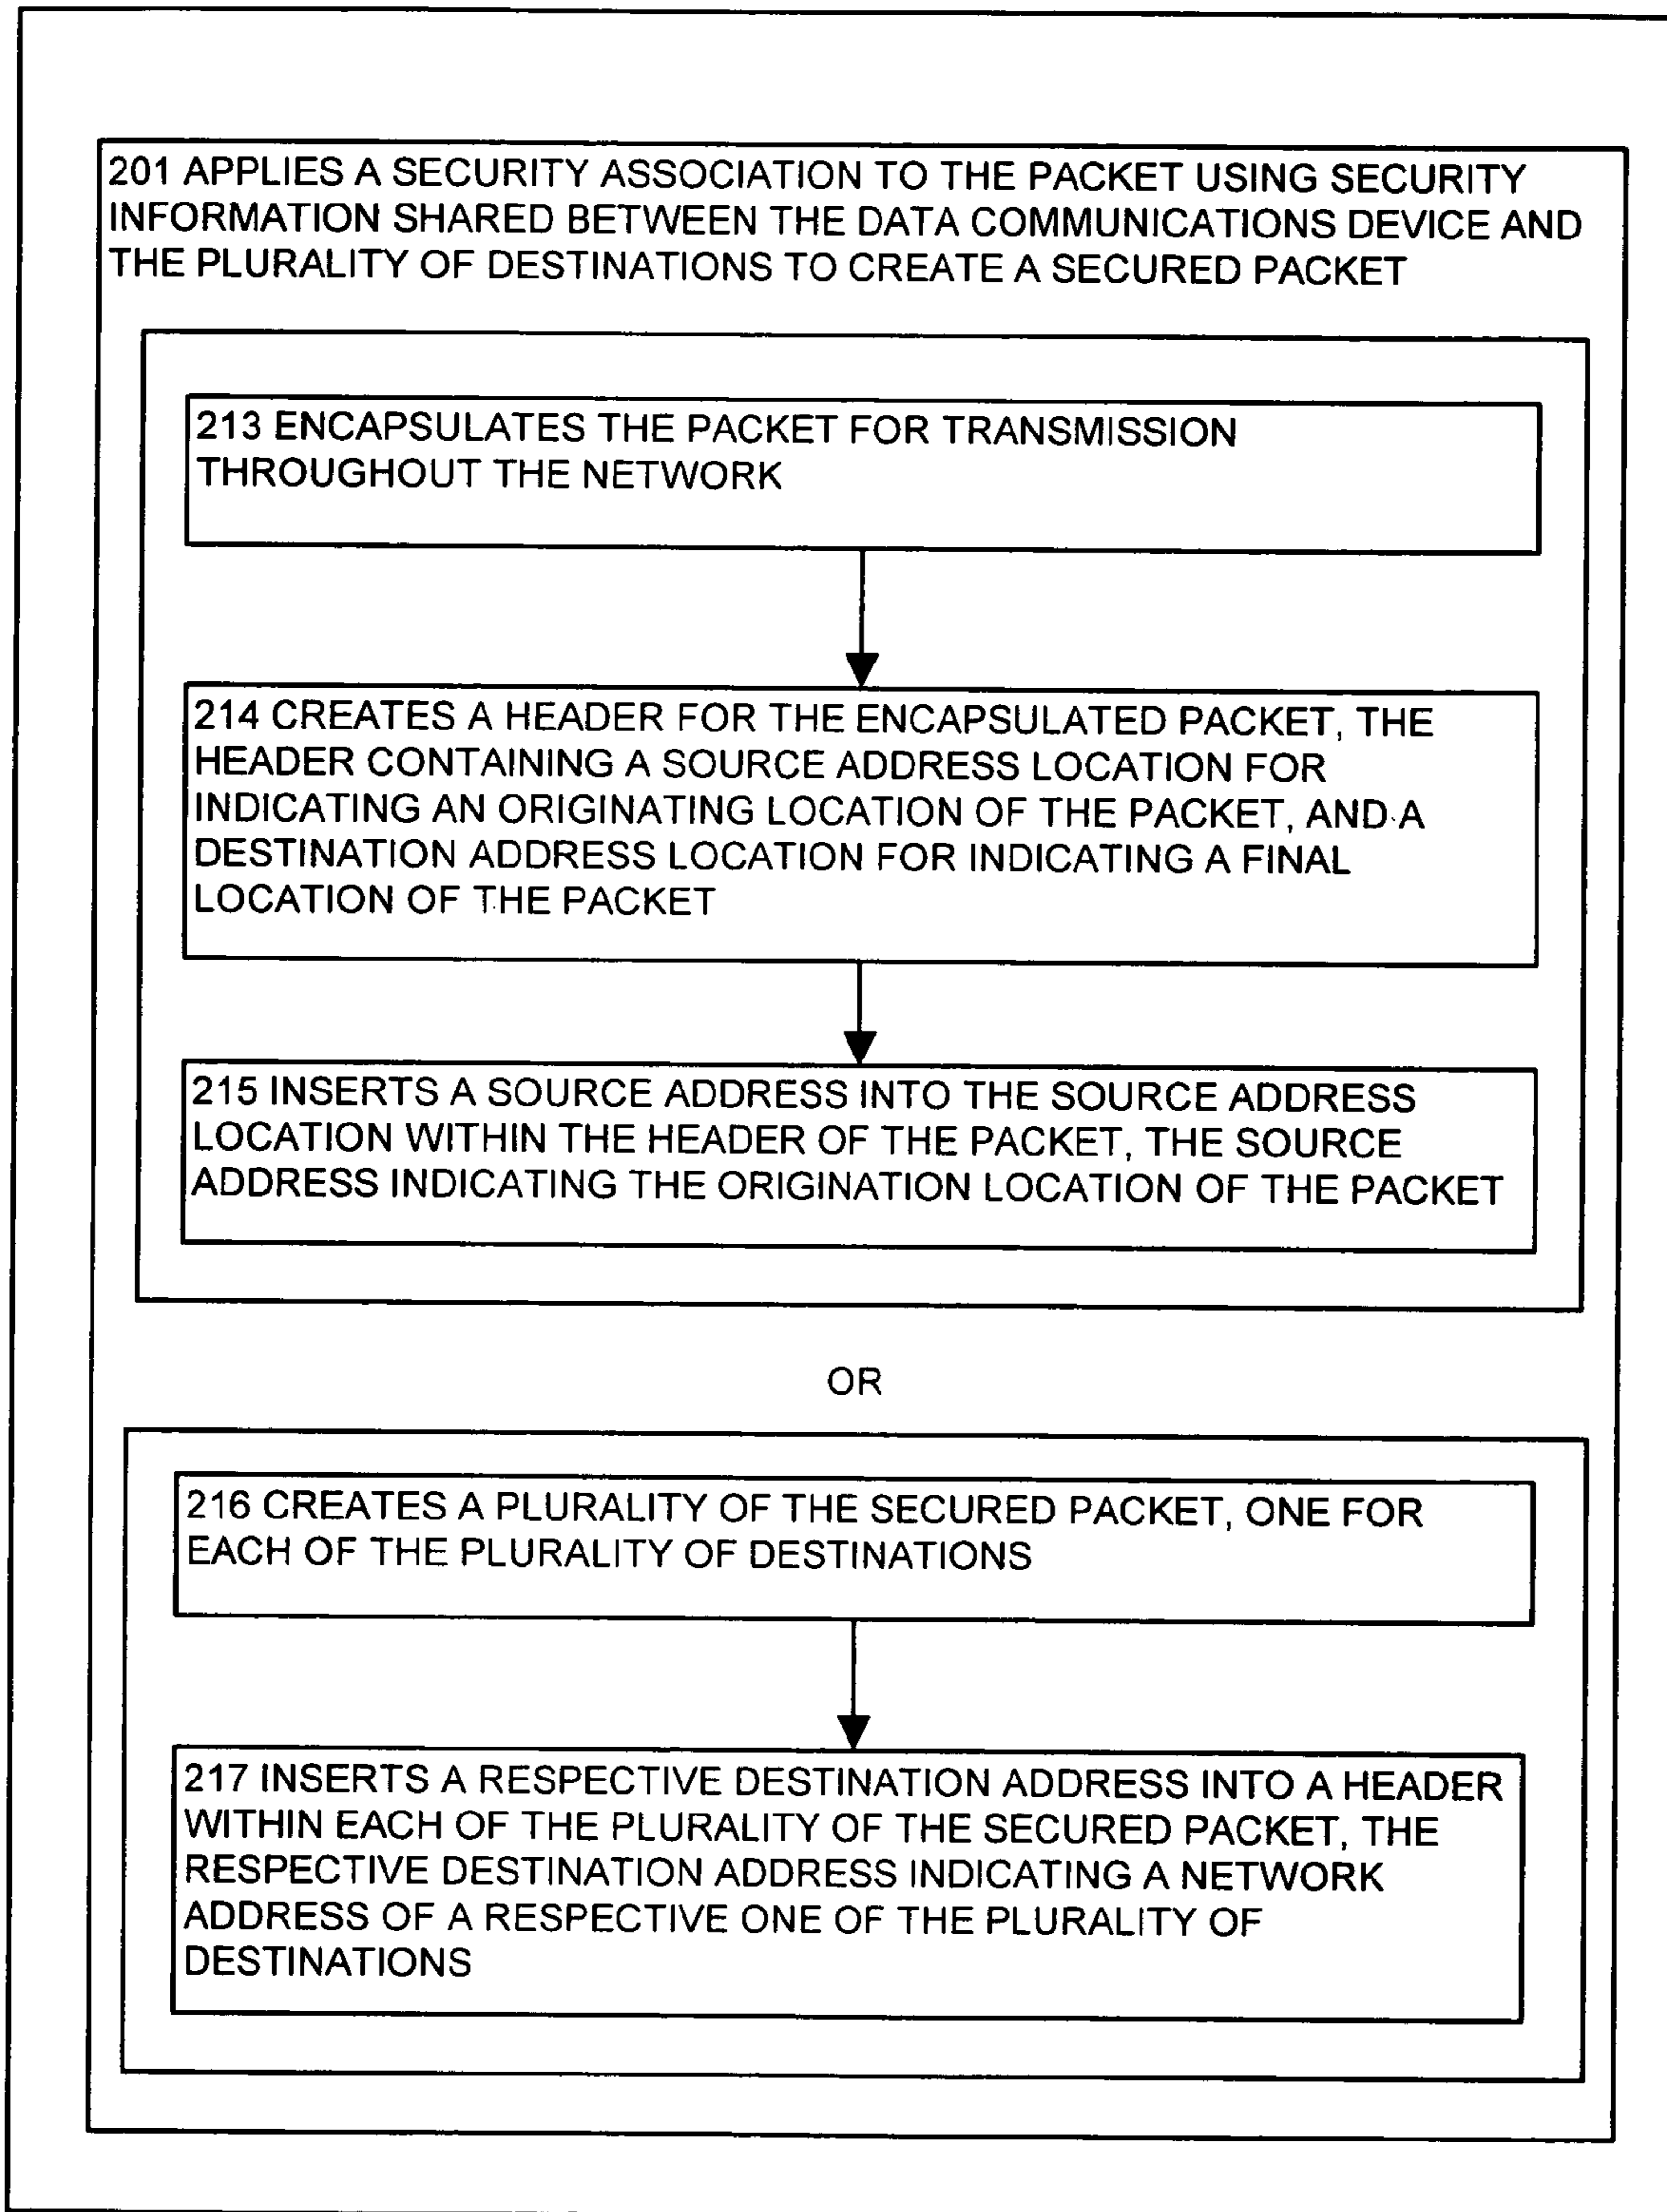 201 APPLIES A SECURITY ASSOCIATION TO THE PACKET USING SECURITY
INFORMATION SHARED BETWEEN THE DATA COMMUNICATIONS DEVICE AND
THE PLURALITY OF DESTINATIONS TO CREATE A SECURED PACKET
213 ENCAPSULATES THE PACKET FOR TRANSMISSION
THROUGHOUT THE NETWORK
214 CREATES A HEADER FOR THE ENCAPSULATED PACKET, THE
HEADER CONTAINING A SOURCE ADDRESS LOCATION FOR
INDICATING AN ORIGINATING LOCATION OF THE PACKET, AND A
DESTINATION ADDRESS LOCATION FOR INDICATING A FINAL
LOCATION OF THE PACKET
215 INSERTS A SOURCE ADDRESS INTO THE SOURCE ADDRESS
LOCATION WITHIN THE HEADER OF THE PACKET, THE SOURCE
ADDRESS INDICATING THE ORIGINATION LOCATION OF THE PACKET
OR
216 CREATES A PLURALITY OF THE SECURED PACKET, ONE FOR
EACH OF THE PLURALITY OF DESTINATIONS
217 INSERTS A RESPECTIVE DESTINATION ADDRESS INTO A HEADER
WITHIN EACH OF THE PLURALITY OF THE SECURED PACKET, THE
RESPECTIVE DESTINATION ADDRESS INDICATING A NETWORK
ADDRESS OF A RESPECTIVE ONE OF THE PLURALITY OF
DESTINATIONS